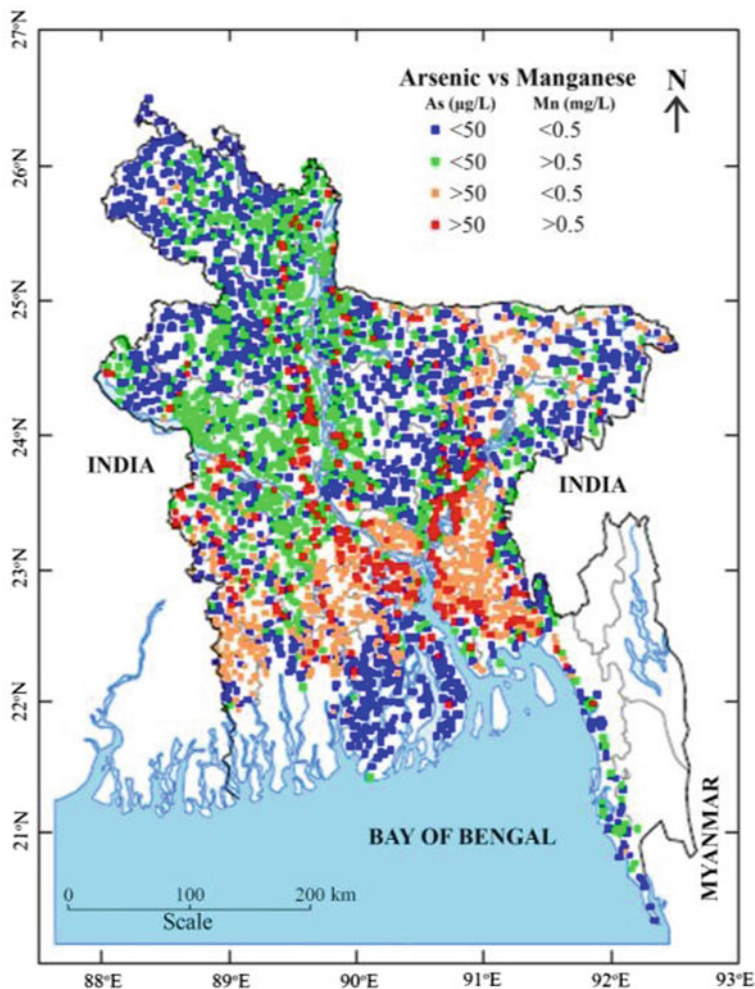 27°N
26°N
25°N
24°N
23°N
22°N
21°N
Arsenic vs Manganese
As (µg/L) Mn (mg/L)
<50 <0.5
<50 >0.5
>50 <0.5
>50 >0.5
N
INDIA
INDIA
BAY OF BENGAL
MYANMAR
0 100 200 km
Scale
88°E 89°E 90°E 91°E 92°E 93°E